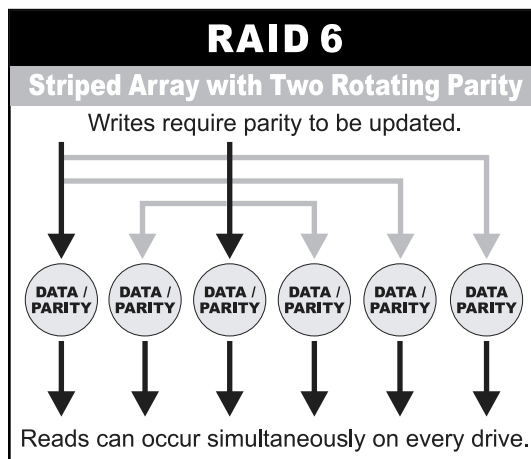 RAID 6
Striped Array with Two Rotating Parity
Writes require parity to be updated.
DATA / DATA / DATA / DATA / DATA / DATA
PARITY PARITY PARITY PARITY PARITY PARITY
Reads can occur simultaneously on every drive.